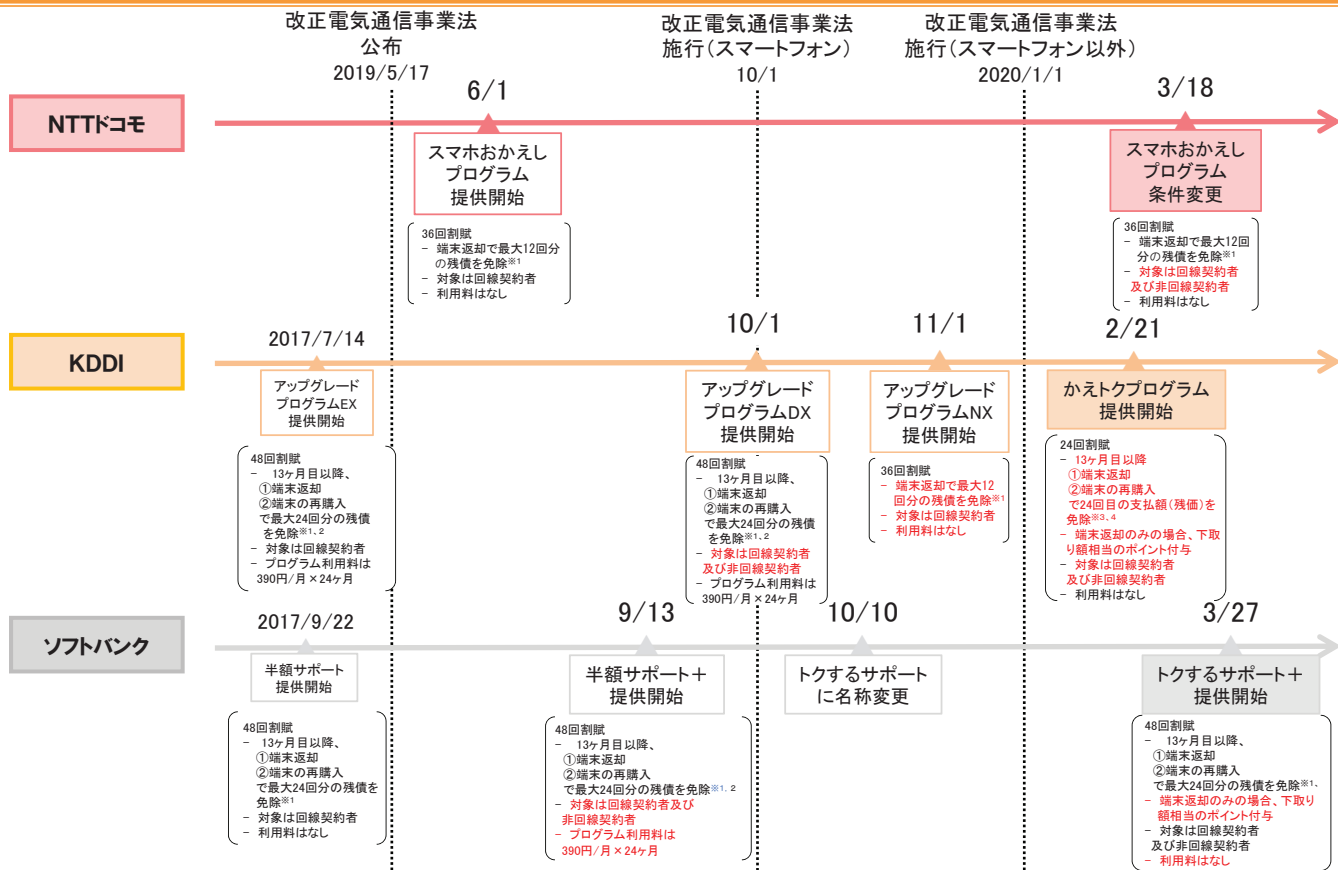 改正電気通信事業法
公布
2019/5/17
改正電気通信事業法
施行(スマートフォン)
10/1
改正電気通信事業法
施行(スマートフォン以外)
2020/1/1
NTTドコモ
6/1
スマホおかえし
プログラム
提供開始
36回割賦
- 端末返却で最大12回分
の残債を免除※1
- 対象は回線契約者
- 利用料はなし
3/18
スマホおかえし
プログラム
条件変更
36回割賦
- 端末返却で最大12回
分の残債を免除※1
- 対象は回線契約者
及び非回線契約者
- 利用料はなし
KDDI
2017/7/14
アップグレード
プログラムEX
提供開始
48回割賦
- 13ヶ月目以降、
①端末返却
②端末の再購入
で最大24回分の残債
を免除※1、2
- 対象は回線契約者
- プログラム利用料は
390円/月×24ヶ月
10/1
アップグレード
プログラムDX
提供開始
48回割賦
- 13ヶ月目以降、
①端末返却
②端末の再購入
で最大24回分の残債
を免除※1、2
- 対象は回線契約者
及び非回線契約者
- プログラム利用料は
390円/月×24ヶ月
11/1
アップグレード
プログラムNX
提供開始
36回割賦
- 端末返却で最大12
回分の残債を免除※1
- 対象は回線契約者
- 利用料はなし
2/21
かえトクプログラム
提供開始
24回割賦
- 13ヶ月目以降
①端末返却
②端末の再購入
で24回目の支払額(残価)を
免除※3、4
- 端末返却のみの場合、下取
り額相当のポイント付与
- 対象は回線契約者
及び非回線契約者
- 利用料はなし
ソフトバンク
2017/9/22
半額サポート
提供開始
48回割賦
- 13ヶ月目以降、
①端末返却
②端末の再購入
で最大24回分の残債を
免除※1
- 対象は回線契約者
- 利用料はなし
9/13
半額サポート+
提供開始
48回割賦
- 13ヶ月目以降、
①端末返却
②端末の再購入
で最大24回分の残債を免除※1、2
- 対象は回線契約者及び
非回線契約者
- プログラム利用料は
390円/月×24ヶ月
10/10
トクするサポート
に名称変更
3/27
トクするサポート+
提供開始
48回割賦
- 13ヶ月目以降、
①端末返却
②端末の再購入
で最大24回分の残債を免除※1、
- 端末返却のみの場合、下取り
額相当のポイント付与
- 対象は回線契約者
及び非回線契約者
- 利用料はなし